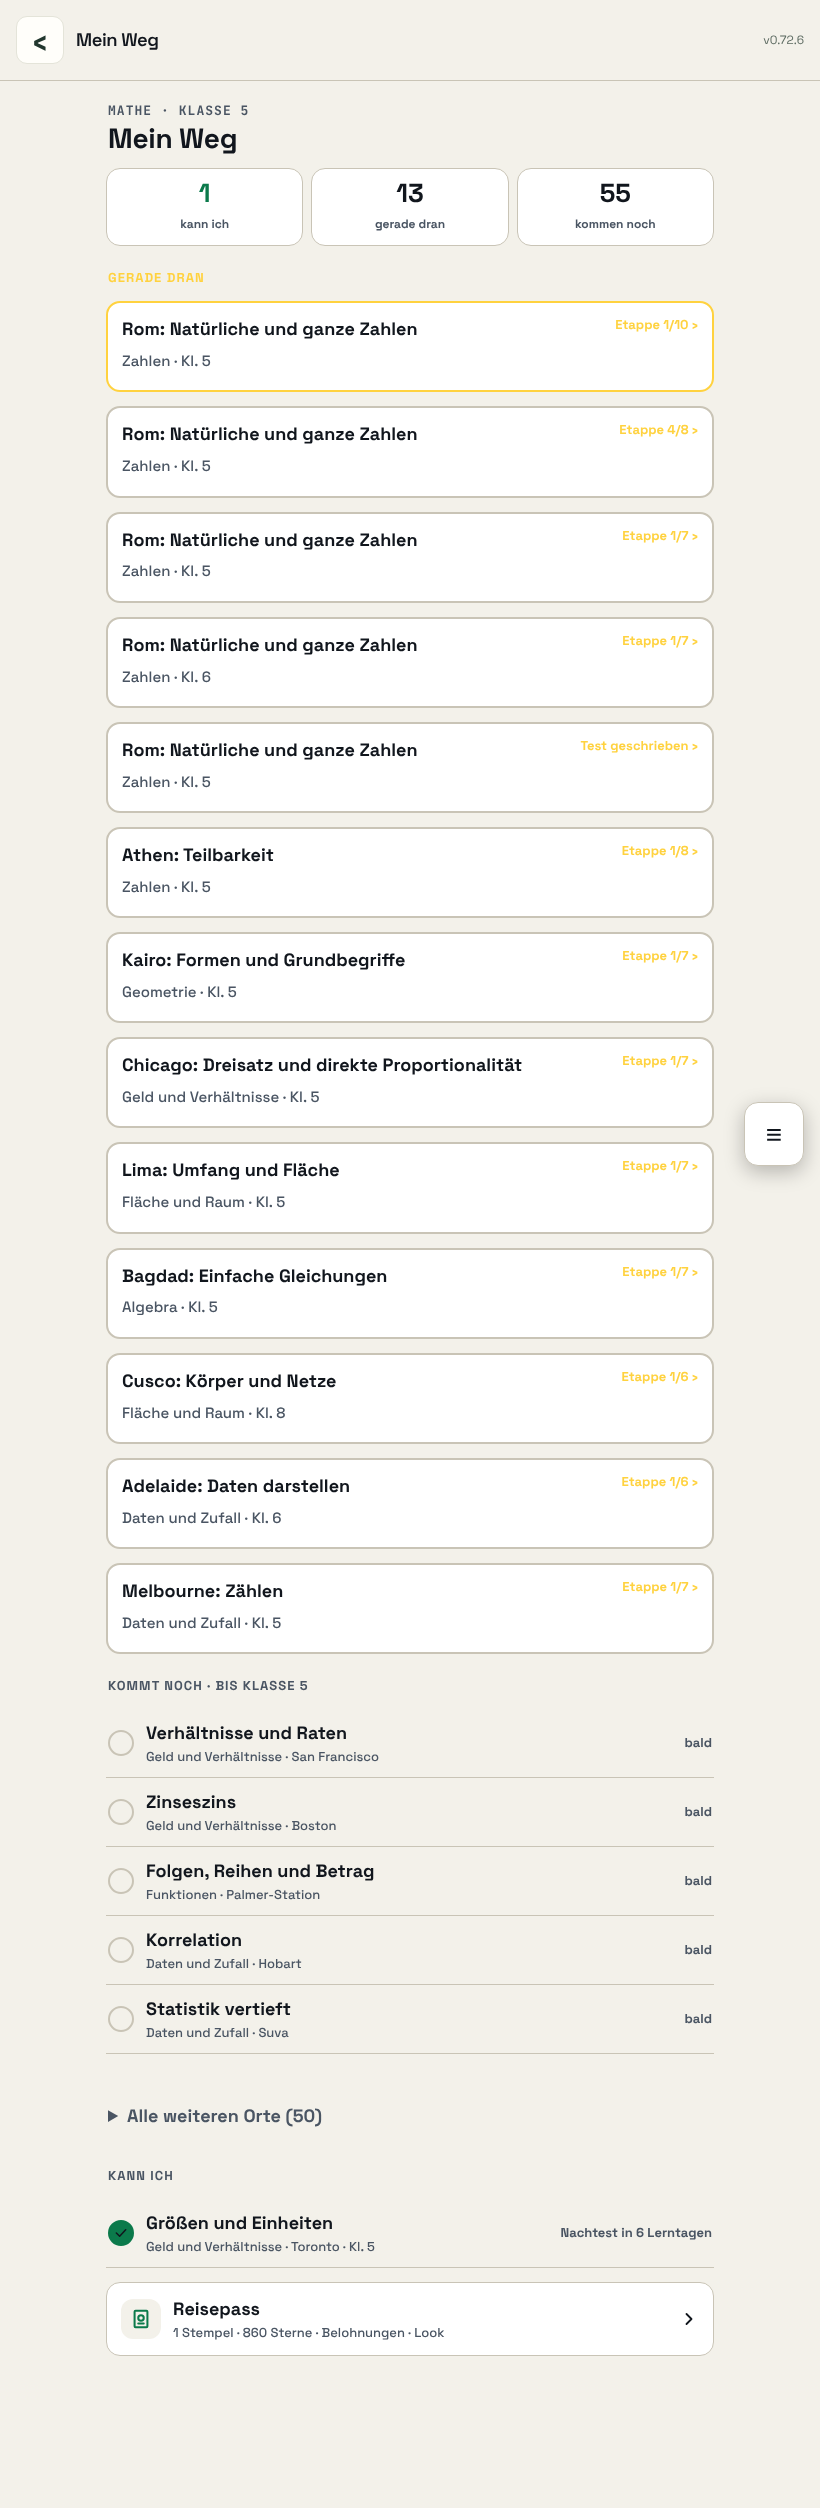 <
Mein Weg
v0.72.6
MATHE · KLASSE 5
Mein Weg
1
kann ich
13
gerade dran
55
kommen noch
GERADE DRAN
Rom: Natürliche und ganze Zahlen
Etappe 1/10 >
Zahlen · Kl. 5
Rom: Natürliche und ganze Zahlen
Etappe 4/8 >
Zahlen · Kl. 5
Rom: Natürliche und ganze Zahlen
Etappe 1/7 >
Zahlen · Kl. 5
Rom: Natürliche und ganze Zahlen
Etappe 1/7 >
Zahlen · Kl. 6
Rom: Natürliche und ganze Zahlen
Test geschrieben >
Zahlen · Kl. 5
Athen: Teilbarkeit
Etappe 1/8 >
Zahlen · Kl. 5
Kairo: Formen und Grundbegriffe
Etappe 1/7 >
Geometrie · Kl. 5
Chicago: Dreisatz und direkte Proportionalität
Etappe 1/7 >
Geld und Verhältnisse · Kl. 5
Lima: Umfang und Fläche
Etappe 1/7 >
Fläche und Raum · Kl. 5
Bagdad: Einfache Gleichungen
Etappe 1/7 >
Algebra · Kl. 5
Cusco: Körper und Netze
Etappe 1/6 >
Fläche und Raum · Kl. 8
Adelaide: Daten darstellen
Etappe 1/6 >
Daten und Zufall · Kl. 6
Melbourne: Zählen
Etappe 1/7 >
Daten und Zufall · Kl. 5
KOMMT NOCH · BIS KLASSE 5
Verhältnisse und Raten
Geld und Verhältnisse · San Francisco
bald
Zinseszins
Geld und Verhältnisse · Boston
bald
Folgen, Reihen und Betrag
Funktionen · Palmer-Station
bald
Korrelation
Daten und Zufall · Hobart
bald
Statistik vertieft
Daten und Zufall · Suva
bald
Alle weiteren Orte (50)
KANN ICH
Größen und Einheiten
Geld und Verhältnisse · Toronto · Kl. 5
Nachtest in 6 Lerntagen
Reisepass
1 Stempel · 860 Sterne · Belohnungen · Look